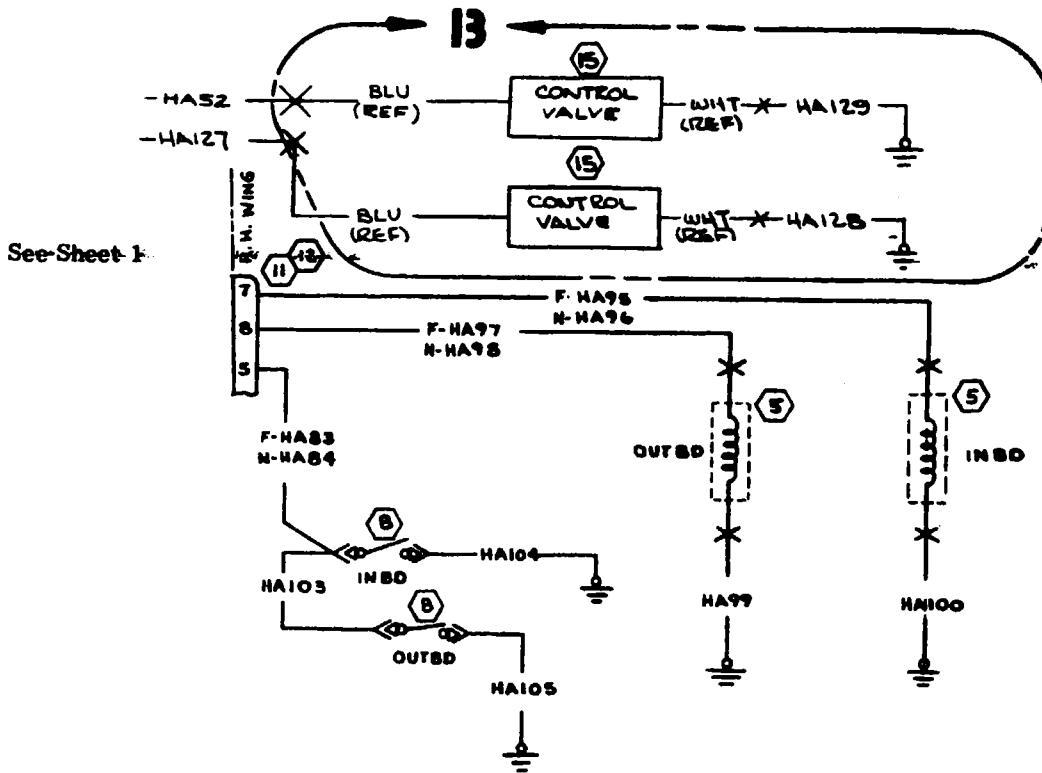 13
15
-HA52
BLU
(REF)
CONTROL
VALVE
WHT
(REF)
HA129
-HA127
15
BLU
(REF)
CONTROL
VALVE
WHT
(REF)
HA128
R.H. WING
See Sheet 1
11
12
7
F-HA95
N-HA96
8
F-HA97
N-HA98
5
F-HA83
N-HA84
OUTBD
5
5
INBD
8
INBD
HA104
HA103
8
OUTBD
HA105
HA99
HA100